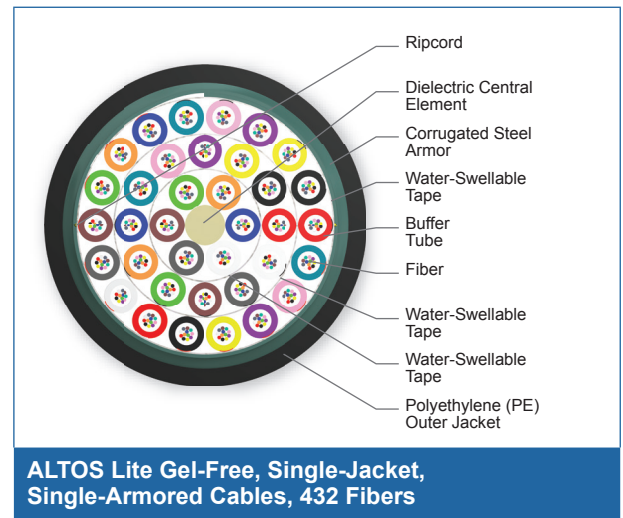 Ripcord
Dielectric Central
Element
Corrugated Steel
Armor
Water-Swellable
Tape
Buffer
Tube
Fiber
Water-Swellable
Tape
Water-Swellable
Tape
Polyethylene (PE)
Outer Jacket
ALTOS Lite Gel-Free, Single-Jacket,
Single-Armored Cables, 432 Fibers